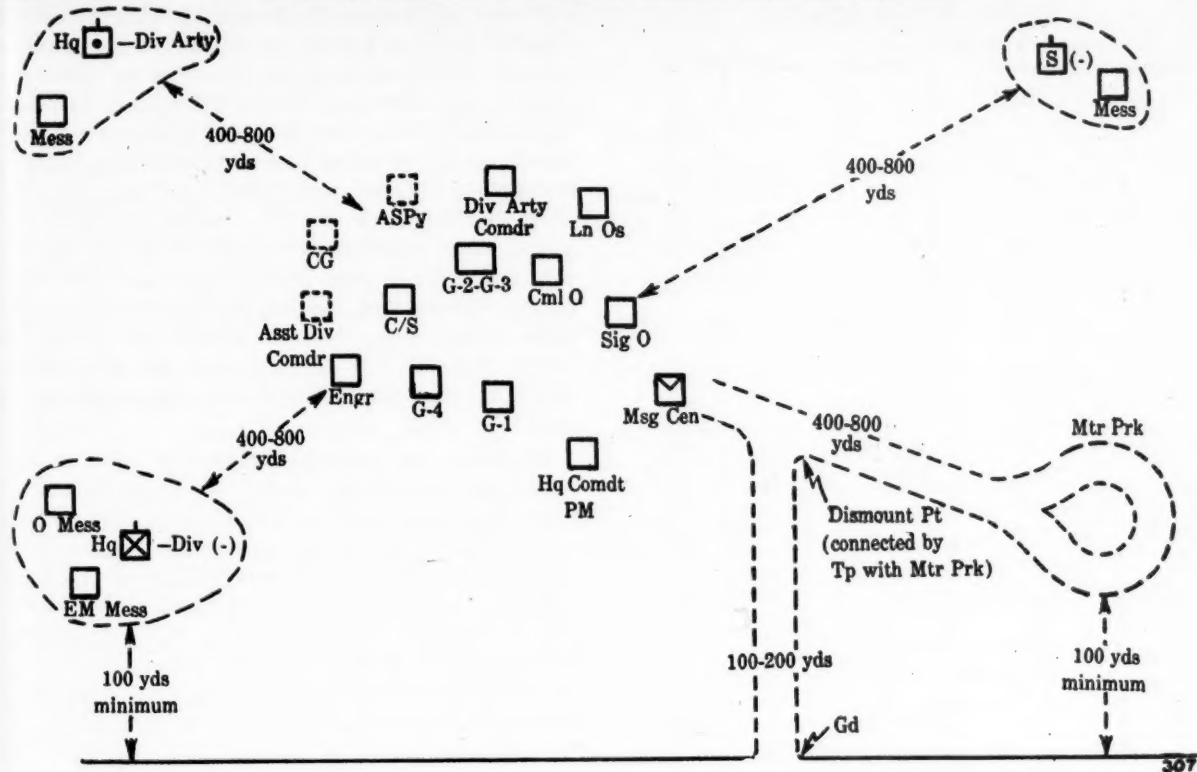 Hq
—Div Arty
Mess
400-800
yds
S
(-)
Mess
400-800
yds
ASPy
Div Arty
Comdr
Ln Os
CG
G-2-G-3
Cml O
Asst Div
Comdr
C/S
Sig O
Engr
G-4
G-1
Msg Cen
400-800
yds
O Mess
Hq
—Div (-)
EM Mess
Hq Comdt
PM
400-800
yds
Mtr Prk
Dismount Pt
(connected by
Tp with Mtr Prk)
100 yds
minimum
100-200 yds
100 yds
minimum
Gd
307